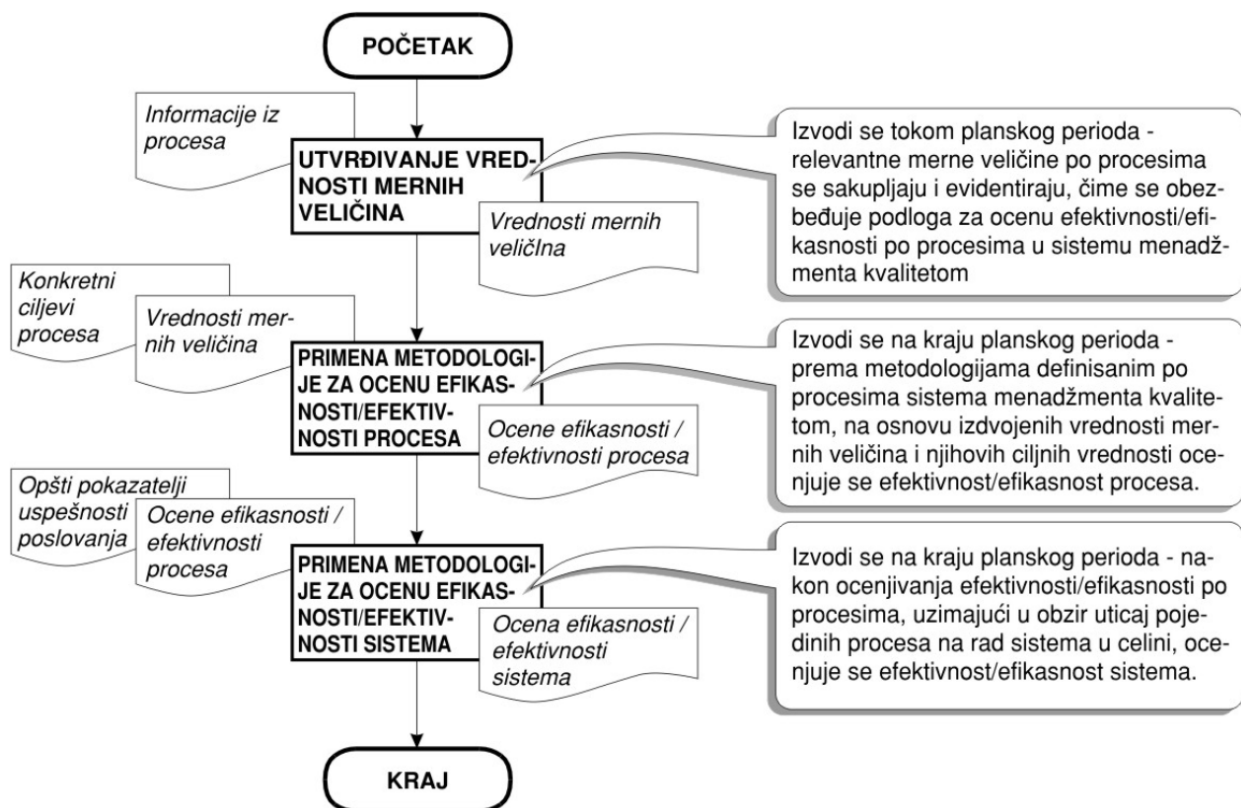 POČETAK
Informacije iz
procesa
UTVRĐIVANJE VRED-
NOSTI MERNIH
VELIČINA
Vrednosti mernih
veličIna
Izvodi se tokom planskog perioda -
relevantne merne veličine po procesima
se sakupljaju i evidentiraju, čime se obez-
beđuje podloga za ocenu efektivnosti/efi-
kasnosti po procesima u sistemu menadž-
menta kvalitetom
Konkretni
ciljevi
procesa
Vrednosti mer-
nih veličina
PRIMENA METODOLOGI-
JE ZA OCENU EFIKAS-
NOSTI/EFEKTIV-
NOSTI PROCESA
Ocene efikasnosti /
efektivnosti procesa
Izvodi se na kraju planskog perioda -
prema metodologijama definisanim po
procesima sistema menadžmenta kvalite-
tom, na osnovu izdvojenih vrednosti mer-
nih veličina i njihovih ciljnih vrednosti oce-
njuje se efektivnost/efikasnost procesa.
Opšti pokazatelji
uspešnosti
poslovanja
Ocene efikasnosti /
efektivnosti
procesa
PRIMENA METODOLOGI-
JE ZA OCENU EFIKAS-
NOSTI/EFEKTIV-
NOSTI SISTEMA
Ocena efikasnosti /
efektivnosti
sistema
Izvodi se na kraju planskog perioda - na-
kon ocenjivanja efektivnosti/efikasnosti po
procesima, uzimajući u obzir uticaj poje-
dinih procesa na rad sistema u celini, oce-
njuje se efektivnost/efikasnost sistema.
KRAJ